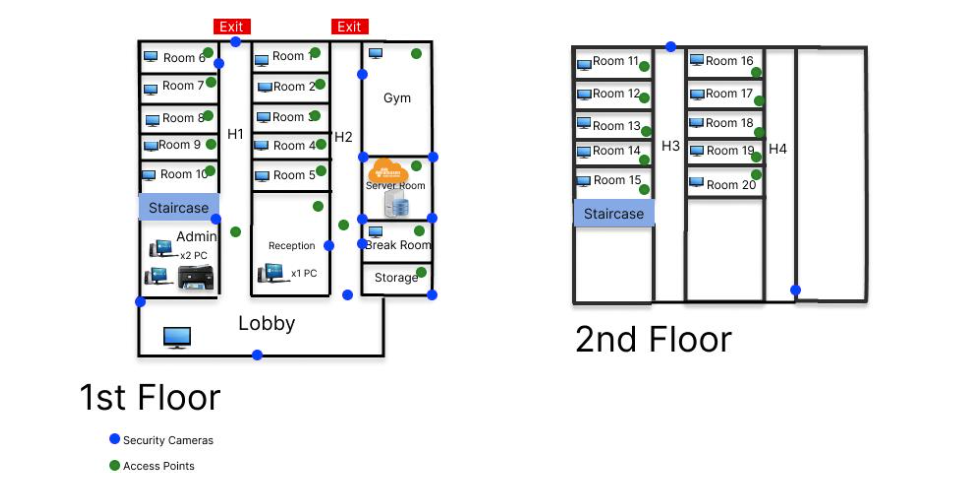 Exit
Exit
Room 6
Room 7
Room 8
Room 9
Room 10
Staircase
Admin
x2 PC
H1
Room 1
Room 2
Room 3
Room 4
Room 5
Reception
x1 PC
H2
Gym
Server Room
Break Room
Storage
Lobby
1st Floor
Security Cameras
Access Points
Room 11
Room 12
Room 13
Room 14
Room 15
Staircase
H3
Room 16
Room 17
Room 18
Room 19
Room 20
H4
2nd Floor